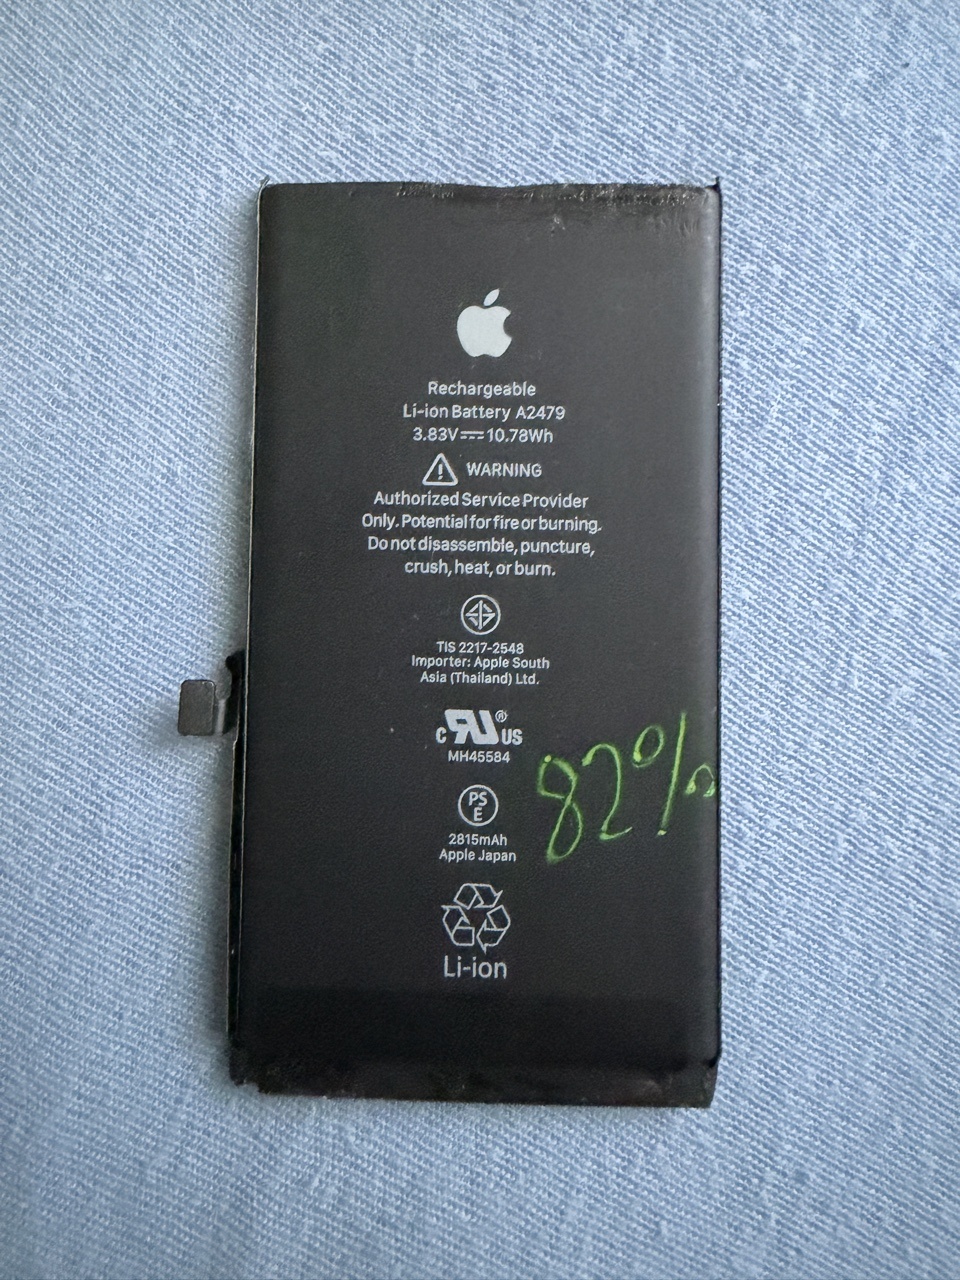 Rechargeable
Li-ion Battery A2479
3.83V⎓10.78Wh
WARNING
Authorized Service Provider
Only. Potential for fire or burning.
Do not disassemble, puncture,
crush, heat, or burn.
TIS 2217-2548
Importer: Apple South
Asia (Thailand) Ltd.
c RU® US
MH45584
PS
E
2815mAh
Apple Japan
Li-ion
82%